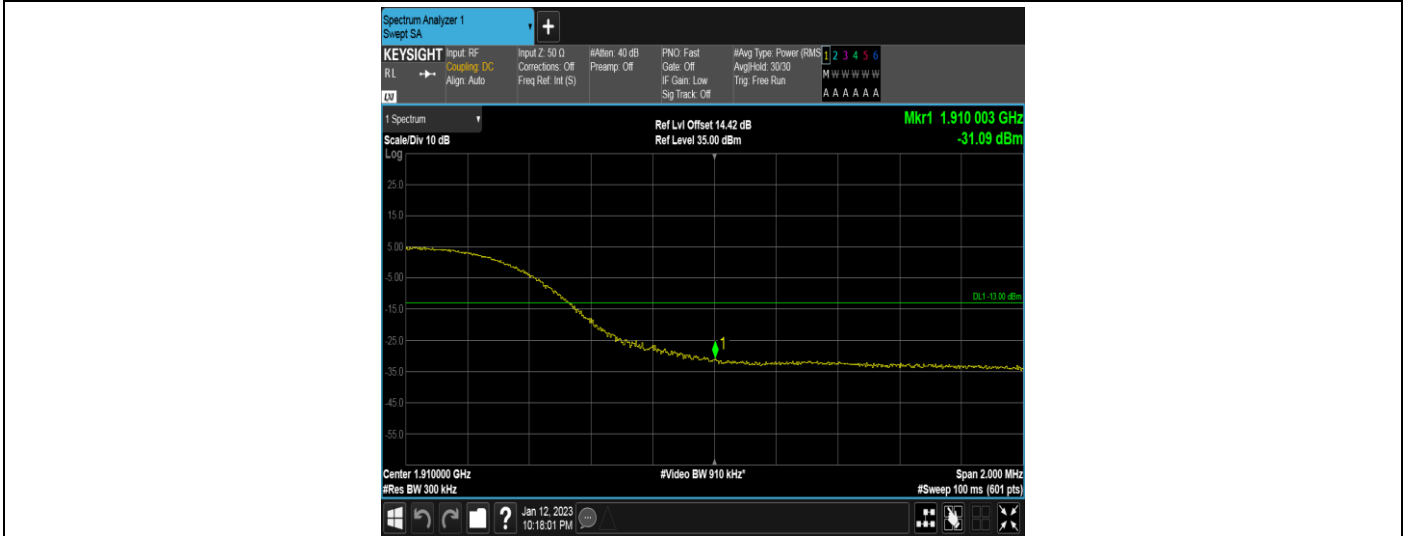 Spectrum Analyzer 1
Swept SA
+
KEYSIGHT
RL
LXI
Input: RF
Coupling: DC
Align: Auto
Input Z: 50 Ω
Corrections: Off
Freq Ref: Int (S)
#Atten: 40 dB
Preamp: Off
PNO: Fast
Gate: Off
IF Gain: Low
Sig Track: Off
#Avg Type: Power (RMS
Avg|Hold: 30/30
Trig: Free Run
1 2 3 4 5 6
M W W W W W
A A A A A A
1 Spectrum
Scale/Div 10 dB
Log
Ref Lvl Offset 14.42 dB
Ref Level 35.00 dBm
Mkr1 1.910 003 GHz
-31.09 dBm
25.0
15.0
5.00
-5.00
DL1 -13.00 dBm
-15.0
-25.0
1
-35.0
-45.0
-55.0
Center 1.910000 GHz
#Res BW 300 kHz
#Video BW 910 kHz*
Span 2.000 MHz
#Sweep 100 ms (601 pts)
?
Jan 12, 2023
10:18:01 PM